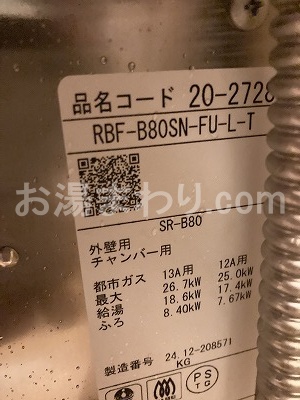 品名コード 20-2728
RBF-B80SN-FU-L-T
お湯まわり.com
SR-B80
外壁用
チャンバー用
都市ガス 13A用 12A用
最大 26.7kW 25.0kW
給湯 18.6kW 17.4kW
ふろ 8.40kW 7.67kW
製造番号 24.12-208571
KG
PS
TG